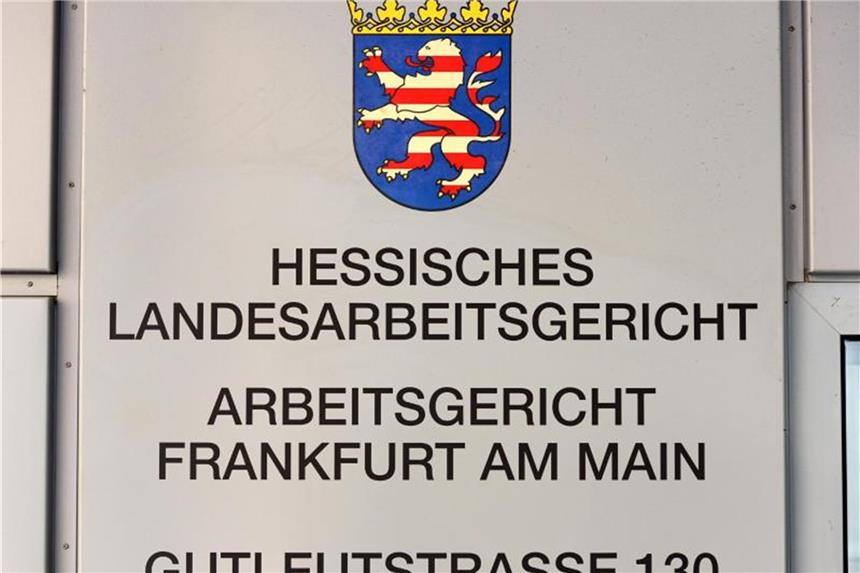 HESSISCHES
LANDESARBEITSGERICHT
ARBEITSGERICHT
FRANKFURT AM MAIN
GUTLEUTSTRASSE 130